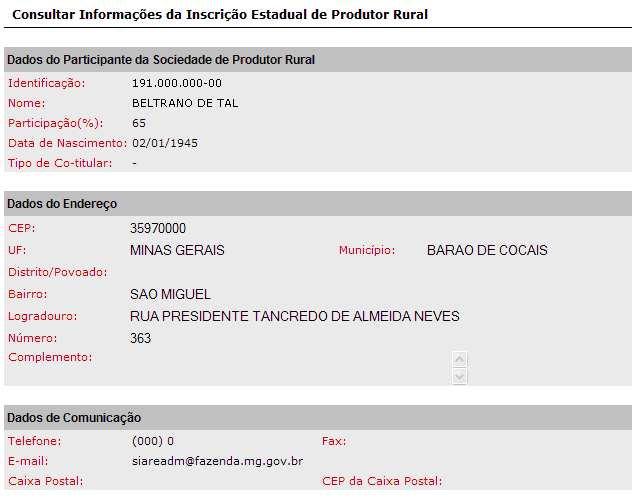 Consultar Informações da Inscrição Estadual de Produtor Rural
Dados do Participante da Sociedade de Produtor Rural
Identificação: 191.000.000-00
Nome: BELTRANO DE TAL
Participação(%): 65
Data de Nascimento: 02/01/1945
Tipo de Co-titular: -
Dados do Endereço
CEP: 35970000
UF: MINAS GERAIS Município: BARAO DE COCAIS
Distrito/Povoado:
Bairro: SAO MIGUEL
Logradouro: RUA PRESIDENTE TANCREDO DE ALMEIDA NEVES
Número: 363
Complemento:
Dados de Comunicação
Telefone: (000) 0 Fax:
E-mail: siareadm@fazenda.mg.gov.br
Caixa Postal: CEP da Caixa Postal: